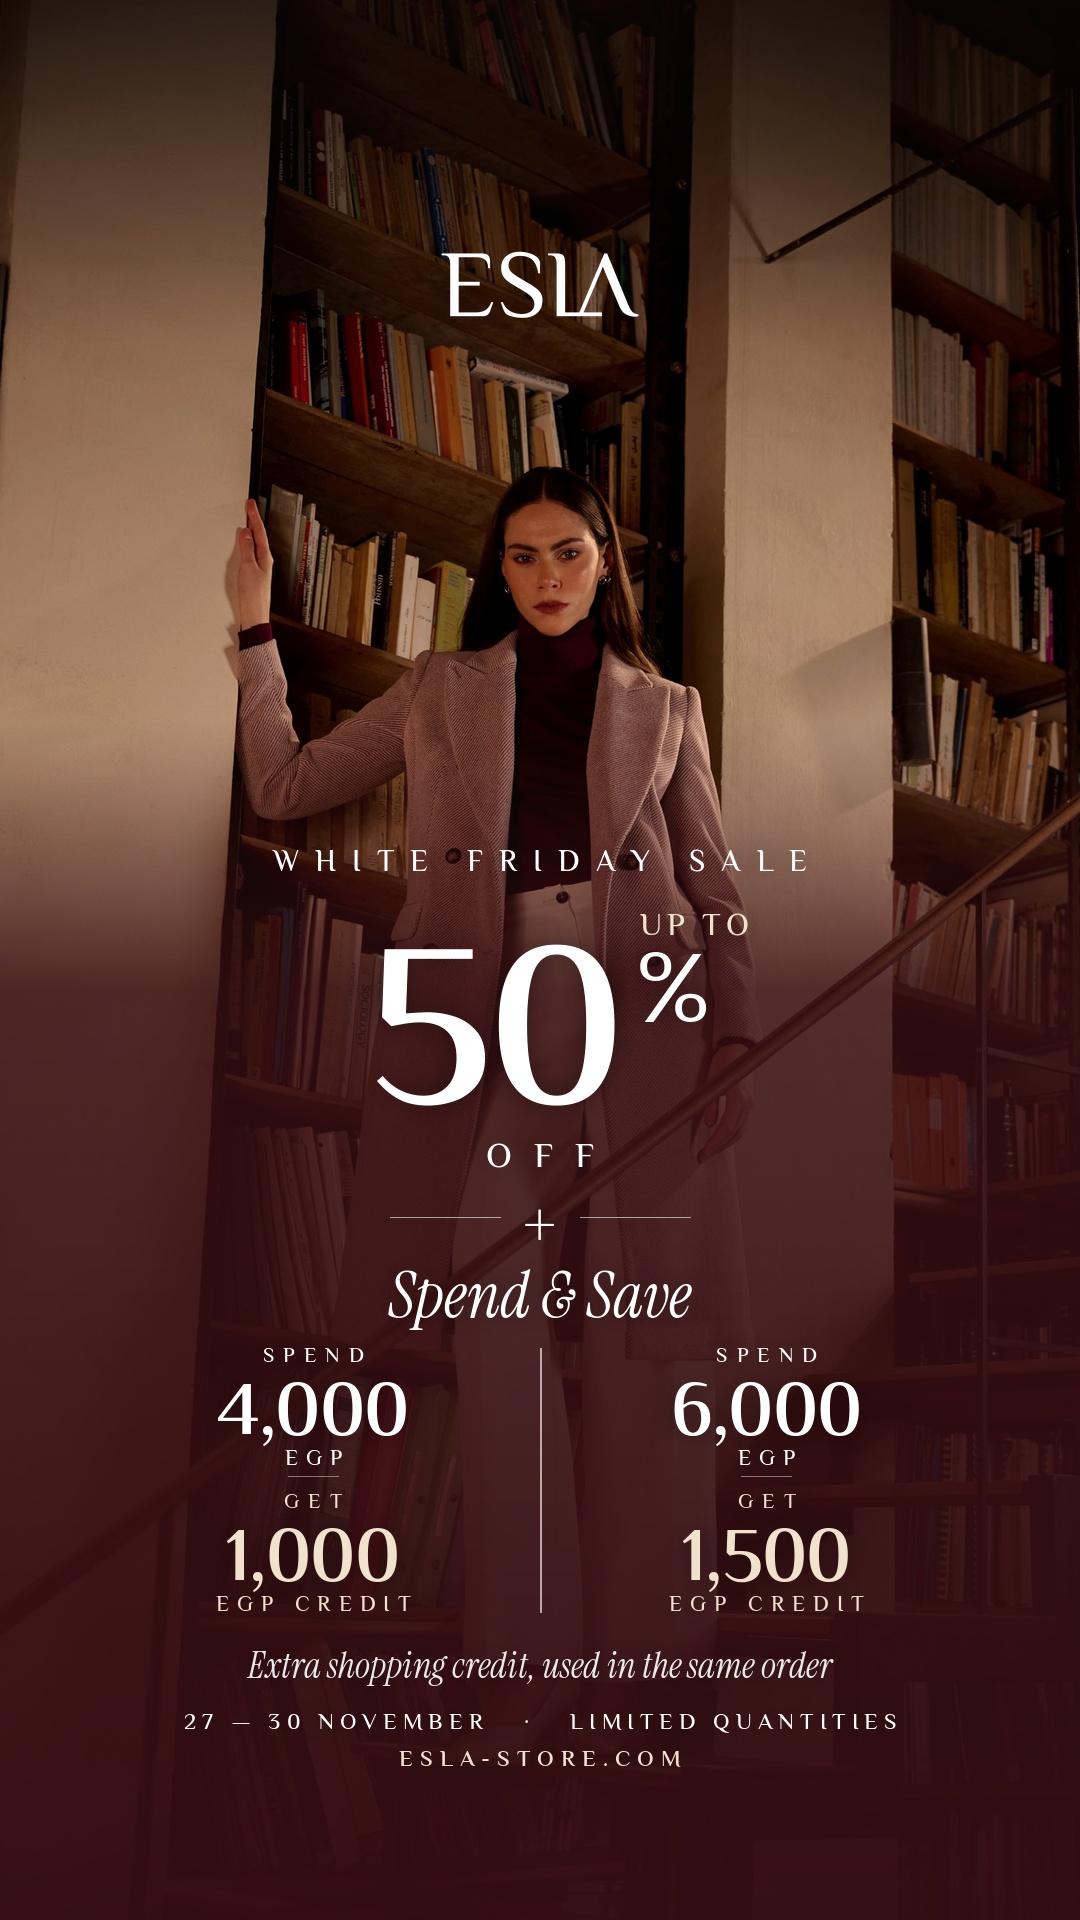 ESLA
WHITE FRIDAY SALE
UP TO
50%
OFF
+
Spend & Save
SPEND
4,000
EGP
GET
1,000
EGP CREDIT
SPEND
6,000
EGP
GET
1,500
EGP CREDIT
Extra shopping credit, used in the same order
27 — 30 NOVEMBER · LIMITED QUANTITIES
ESLA-STORE.COM